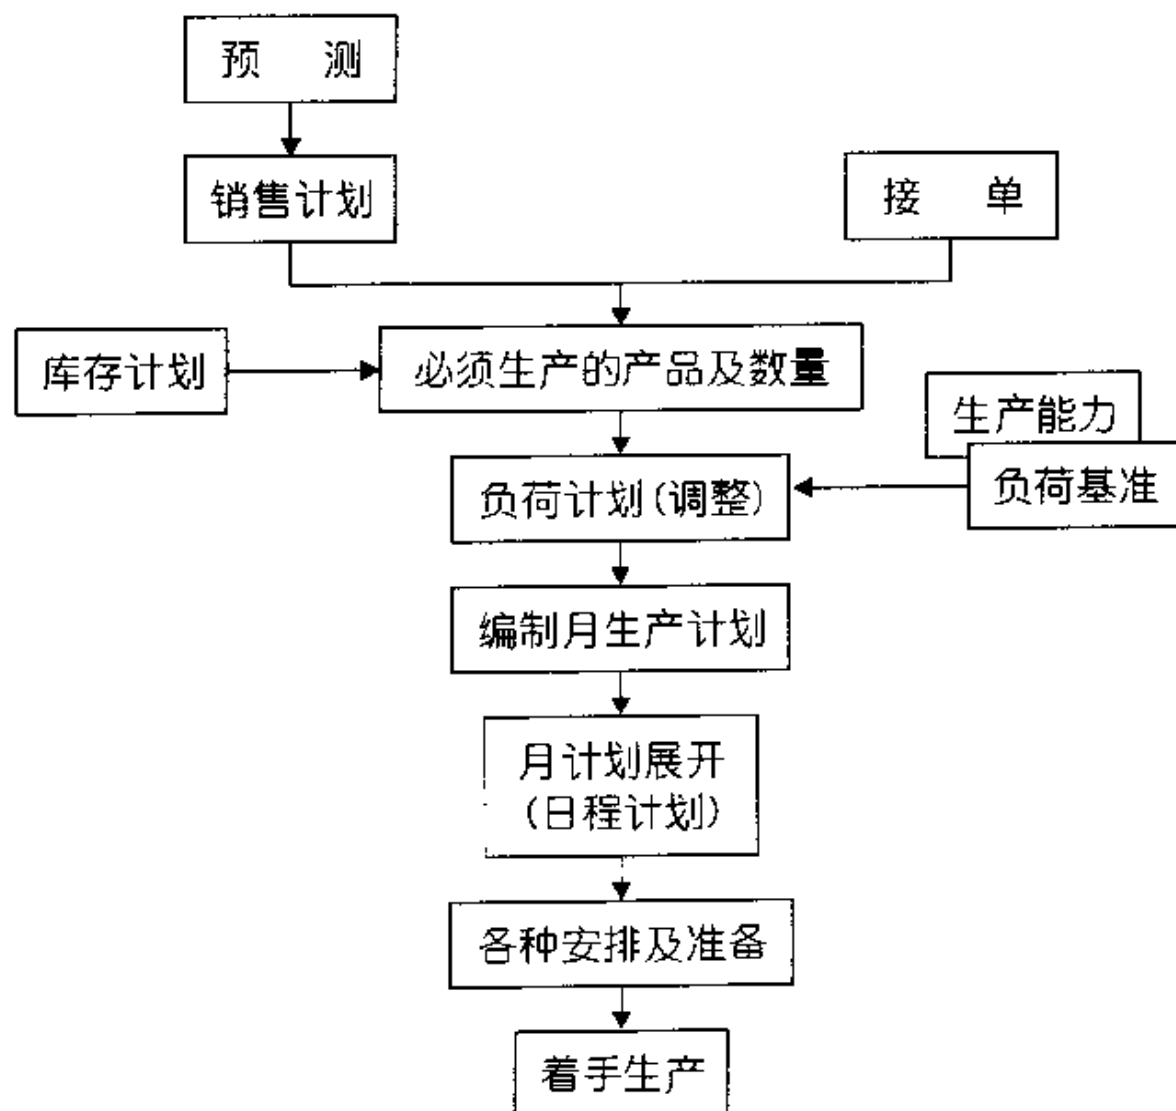 预 测
销售计划
接 单
库存计划
必须生产的产品及数量
生产能力
负荷基准
负荷计划(调整)
编制月生产计划
月计划展开
(日程计划)
各种安排及准备
着手生产